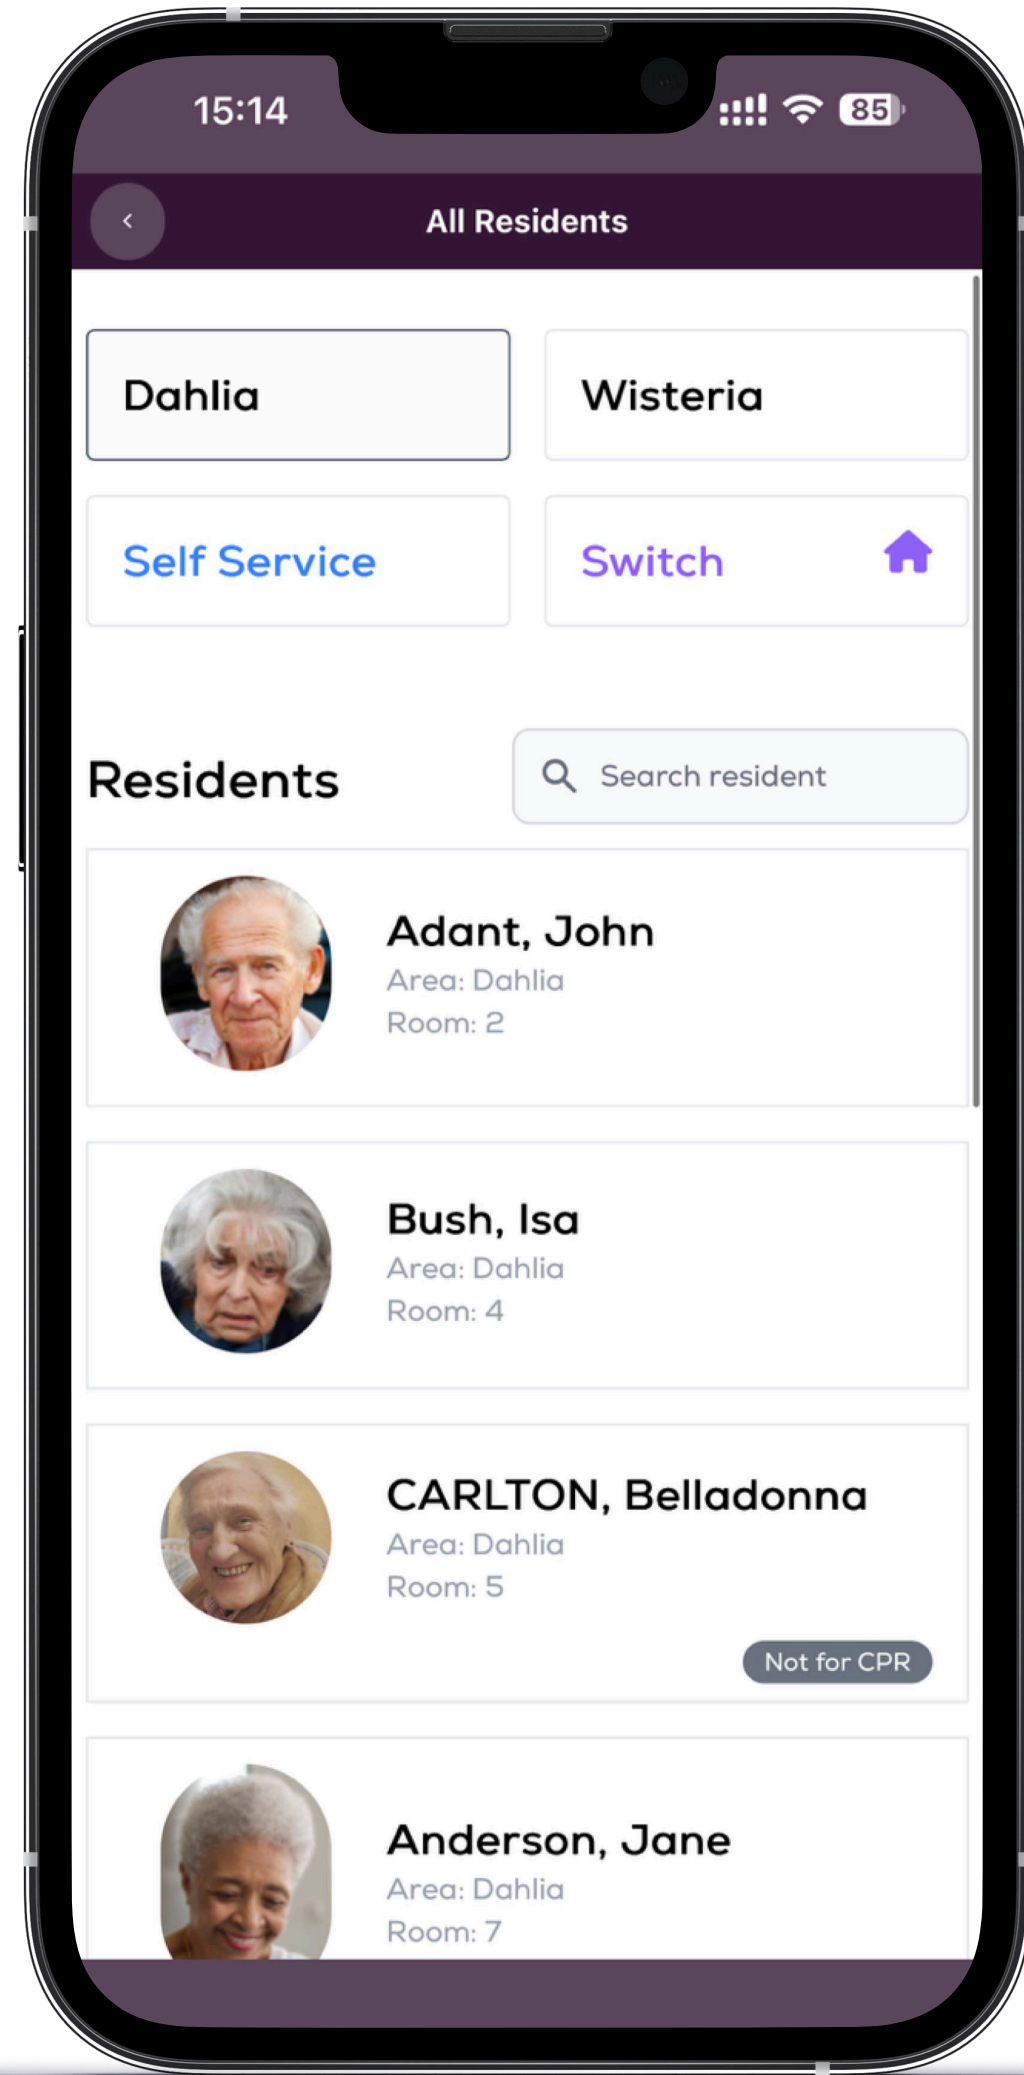 15:14
85
All Residents
Dahlia
Wisteria
Self Service
Switch
Residents
Search resident
Adant, John
Area: Dahlia
Room: 2
Bush, Isa
Area: Dahlia
Room: 4
CARLTON, Belladonna
Area: Dahlia
Room: 5
Not for CPR
Anderson, Jane
Area: Dahlia
Room: 7